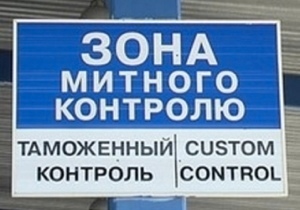 ЗОНА
МИТНОГО
КОНТРОЛЮ
ТАМОЖЕННЫЙ
КОНТРОЛЬ
CUSTOM
CONTROL